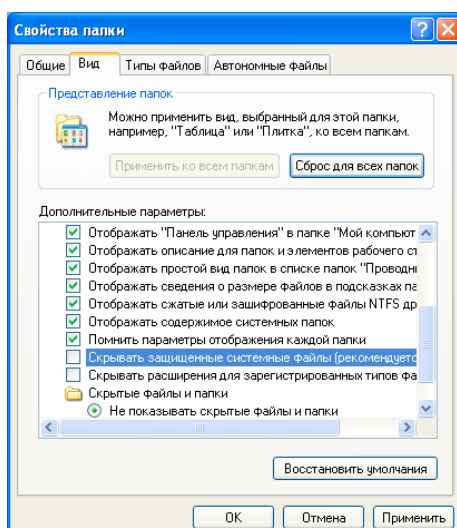 Свойства папки
Общие Вид Типы файлов Автономные файлы
Представление папок
Можно применить вид, выбранный для этой папки,
например, "Таблица" или "Плитка", ко всем папкам.
Применить ко всем папкам Сброс для всех папок
Дополнительные параметры:
Отображать "Панель управления" в папке "Мой компьют
Отображать описание для папок и элементов рабочего ст
Отображать простой вид папок в списке папок "Проводни
Отображать сведения о размере файлов в подсказках па
Отображать сжатые или зашифрованные файлы NTFS др
Отображать содержимое системных папок
Помнить параметры отображения каждой папки
Скрывать защищенные системные файлы (рекомендуетс
Скрывать расширения для зарегистрированных типов фа
Скрытые файлы и папки
Не показывать скрытые файлы и папки
Восстановить умолчания
OK Отмена Применить